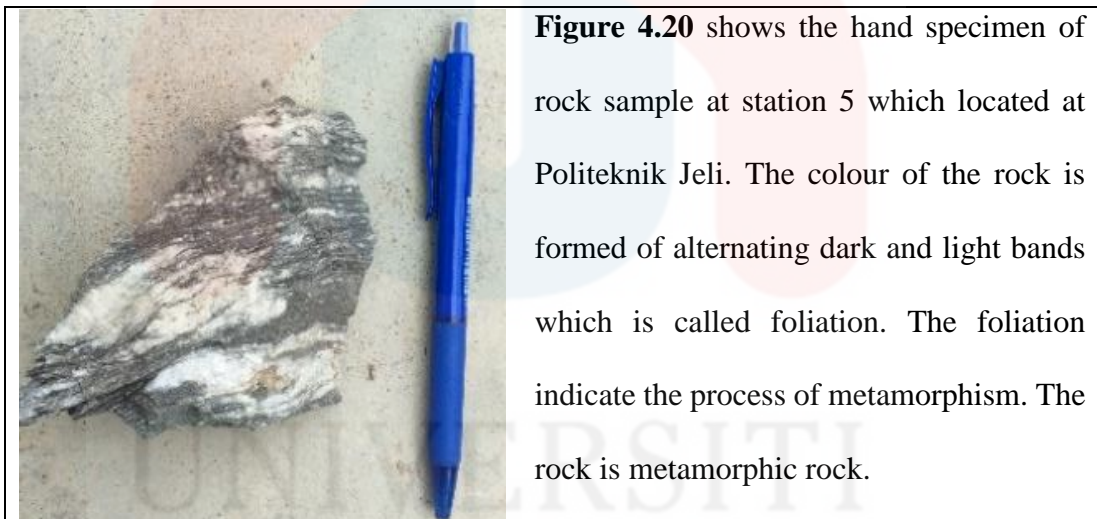 Figure 4.20 shows the hand specimen of
rock sample at station 5 which located at
Politeknik Jeli. The colour of the rock is
formed of alternating dark and light bands
which is called foliation. The foliation
indicate the process of metamorphism. The
rock is metamorphic rock.
UNIVERSITI